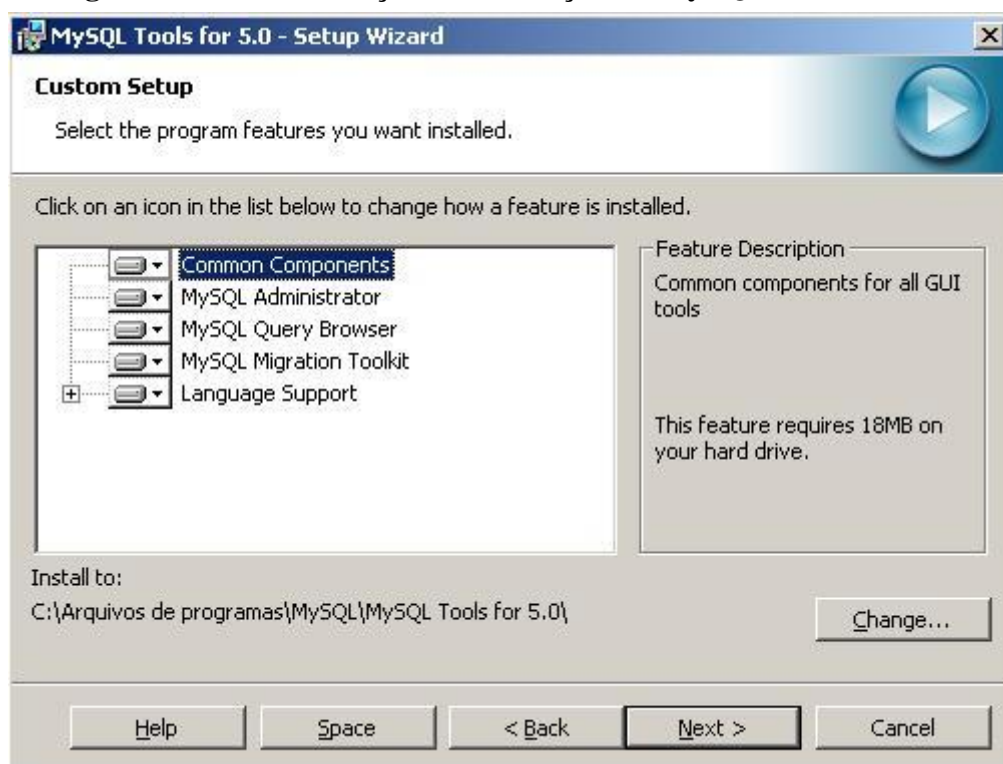 MySQL Tools for 5.0 - Setup Wizard
Custom Setup
Select the program features you want installed.
Click on an icon in the list below to change how a feature is installed.
Common Components
MySQL Administrator
MySQL Query Browser
MySQL Migration Toolkit
Language Support
Feature Description
Common components for all GUI
tools
This feature requires 18MB on
your hard drive.
Install to:
C:\Arquivos de programas\MySQL\MySQL Tools for 5.0\
Change...
Help Space < Back Next > Cancel